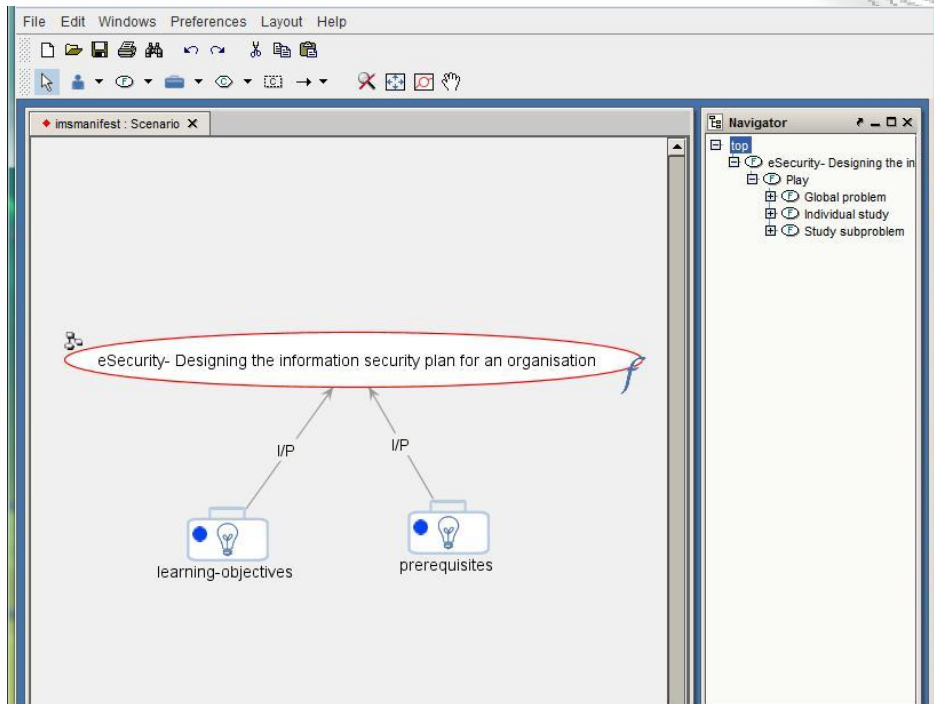 File Edit Windows Preferences Layout Help
imsmanifest : Scenario
Navigator
top
eSecurity- Designing the in
Play
Global problem
Individual study
Study subproblem
eSecurity- Designing the information security plan for an organisation
f
I/P
I/P
learning-objectives
prerequisites